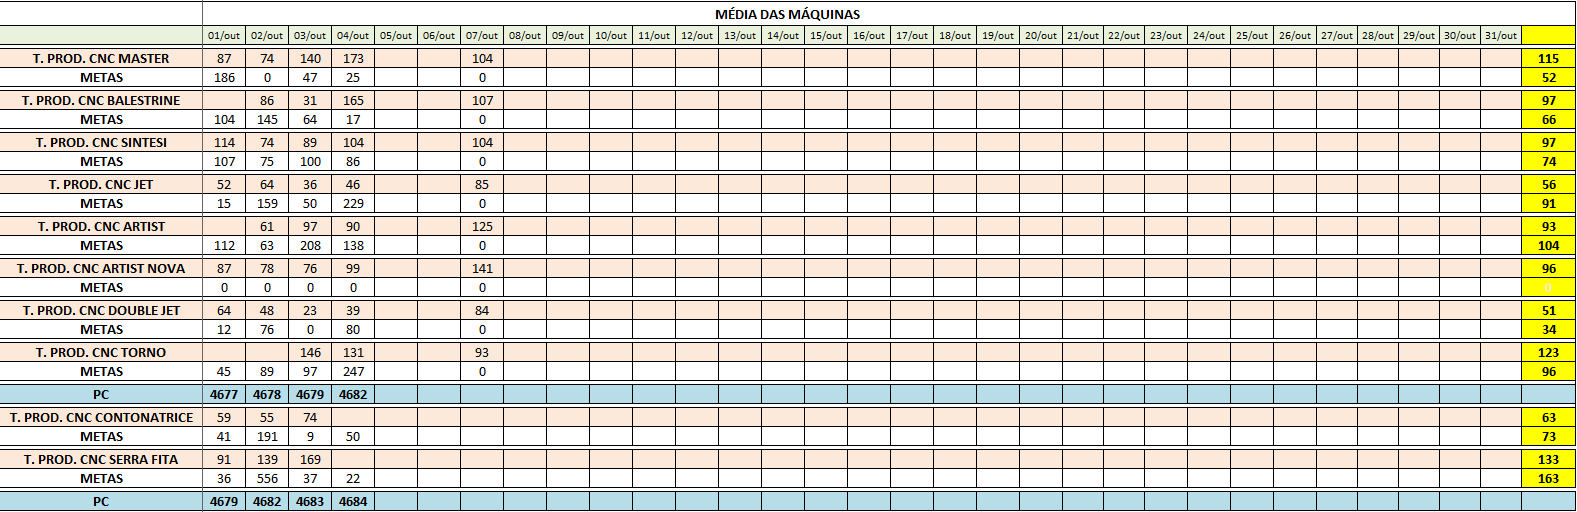 MÉDIA DAS MÁQUINAS
01/out 02/out 03/out 04/out 05/out 06/out 07/out 08/out 09/out 10/out 11/out 12/out 13/out 14/out 15/out 16/out 17/out 18/out 19/out 20/out 21/out 22/out 23/out 24/out 25/out 26/out 27/out 28/out 29/out 30/out 31/out
T. PROD. CNC MASTER 87 74 140 173 104 115
METAS 186 0 47 25 0 52
T. PROD. CNC BALESTRINE 86 31 165 107 97
METAS 104 145 64 17 0 66
T. PROD. CNC SINTESI 114 74 89 104 104 97
METAS 107 75 100 86 0 74
T. PROD. CNC JET 52 64 36 46 85 56
METAS 15 159 50 229 0 91
T. PROD. CNC ARTIST 61 97 90 125 93
METAS 112 63 208 138 0 104
T. PROD. CNC ARTIST NOVA 87 78 76 99 141 96
METAS 0 0 0 0 0 0
T. PROD. CNC DOUBLE JET 64 48 23 39 84 51
METAS 12 76 0 80 0 34
T. PROD. CNC TORNO 146 131 93 123
METAS 45 89 97 247 0 96
PC 4677 4678 4679 4682
T. PROD. CNC CONTONATRICE 59 55 74 63
METAS 41 191 9 50 73
T. PROD. CNC SERRA FITA 91 139 169 133
METAS 36 556 37 22 163
PC 4679 4682 4683 4684